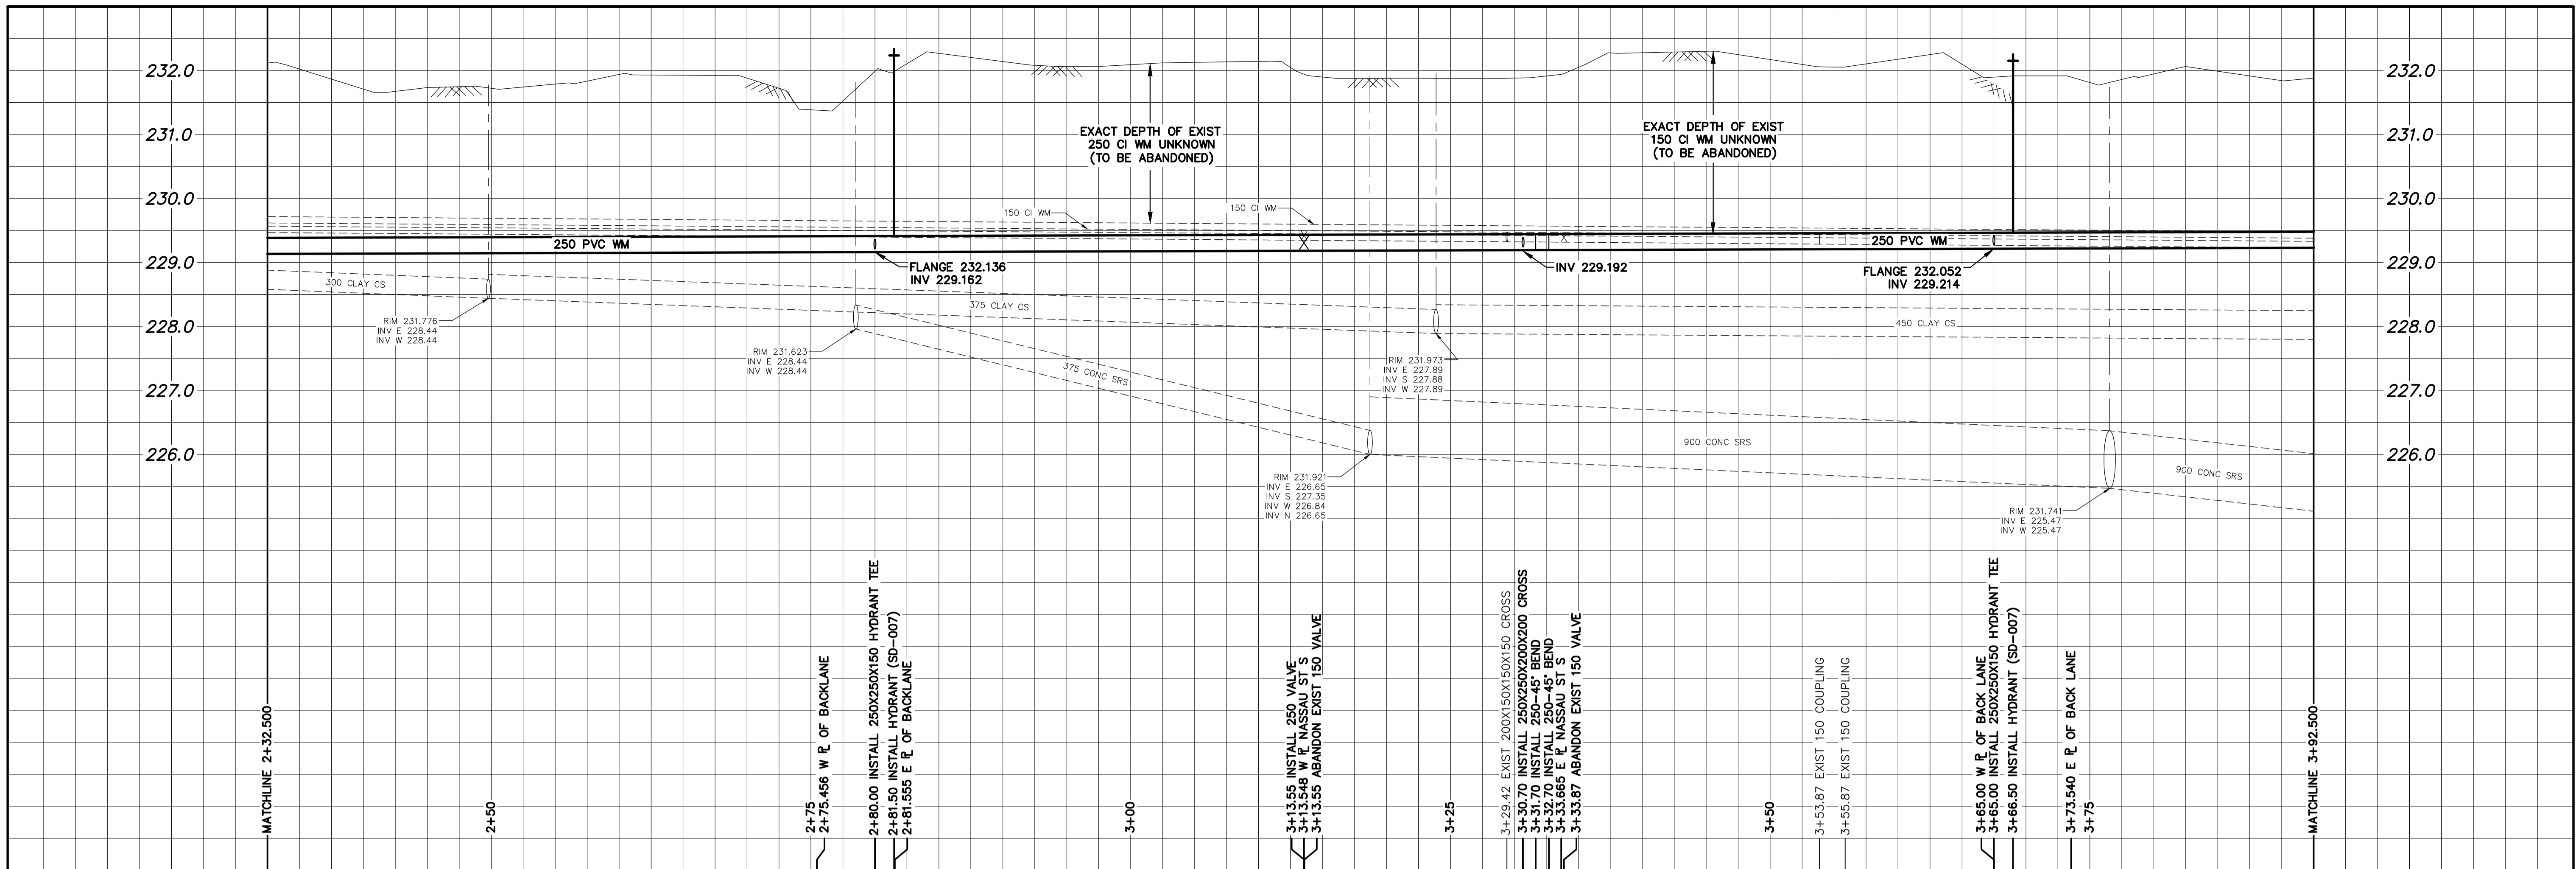 232.0
232.0
231.0
EXACT DEPTH OF EXIST
250 CI WM UNKNOWN
(TO BE ABANDONED)
EXACT DEPTH OF EXIST
150 CI WM UNKNOWN
(TO BE ABANDONED)
231.0
230.0
150 CI WM
150 CI WM
230.0
250 PVC WM
250 PVC WM
229.0
FLANGE 232.136
INV 229.162
INV 229.192
FLANGE 232.052
INV 229.214
229.0
300 CLAY CS
375 CLAY CS
450 CLAY CS
228.0
RIM 231.776
INV E 228.44
INV W 228.44
228.0
RIM 231.623
INV E 228.44
INV W 228.44
RIM 231.973
INV E 227.89
INV S 227.88
INV W 227.89
227.0
375 CONC SRS
227.0
226.0
900 CONC SRS
900 CONC SRS
226.0
RIM 231.921
INV E 226.65
INV S 227.35
INV W 226.84
INV N 226.65
RIM 231.741
INV E 225.47
INV W 225.47
MATCHLINE 2+32.500
2+50
2+75
2+75.456 W PL OF BACKLANE
2+80.00 INSTALL 250X250X150 HYDRANT TEE
2+81.50 INSTALL HYDRANT (SD-007)
2+81.555 E PL OF BACKLANE
3+00
3+13.55 INSTALL 250 VALVE
3+13.548 W PL NASSAU ST S
3+13.55 ABANDON EXIST 150 VALVE
3+25
3+29.42 EXIST 200X150X150X150 CROSS
3+30.70 INSTALL 250X250X200X200 CROSS
3+31.70 INSTALL 250-45° BEND
3+32.70 INSTALL 250-45° BEND
3+33.665 E PL NASSAU ST S
3+33.87 ABANDON EXIST 150 VALVE
3+50
3+53.87 EXIST 150 COUPLING
3+55.87 EXIST 150 COUPLING
3+65.00 W PL OF BACK LANE
3+65.00 INSTALL 250X250X150 HYDRANT TEE
3+66.50 INSTALL HYDRANT (SD-007)
3+73.540 E PL OF BACK LANE
3+75
MATCHLINE 3+92.500